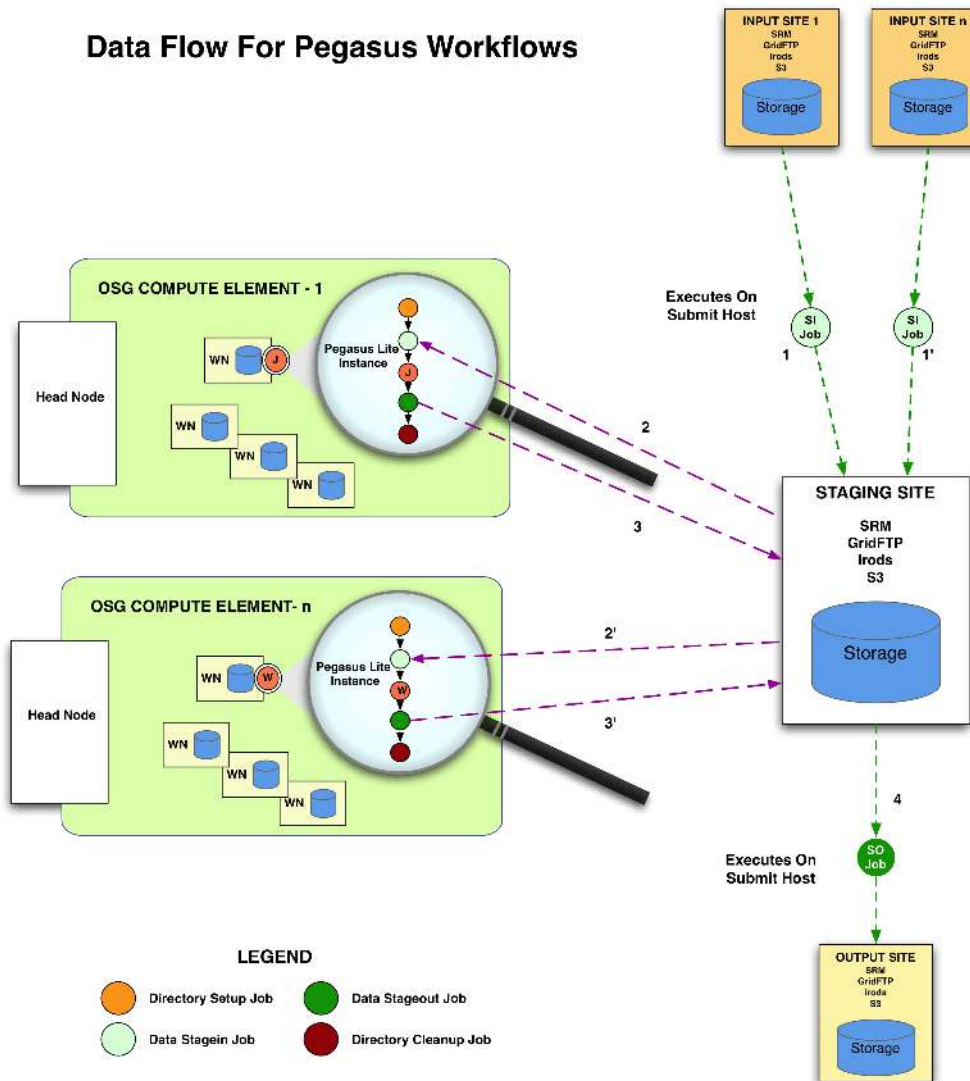 Data Flow For Pegasus Workflows
INPUT SITE 1
SRM
GridFTP
Irods
S3
Storage
INPUT SITE n
SRM
GridFTP
Irods
S3
Storage
Executes On
Submit Host
SI
Job
1
SI
Job
1'
OSG COMPUTE ELEMENT - 1
Head Node
WN
J
WN
WN
WN
Pegasus Lite
Instance
J
2
3
STAGING SITE
SRM
GridFTP
Irods
S3
Storage
OSG COMPUTE ELEMENT- n
Head Node
WN
W
WN
WN
WN
Pegasus Lite
Instance
W
2'
3'
4
Executes On
Submit Host
SO
Job
OUTPUT SITE
SRM
GridFTP
irods
S3
Storage
LEGEND
Directory Setup Job
Data Stageout Job
Data Stagein Job
Directory Cleanup Job